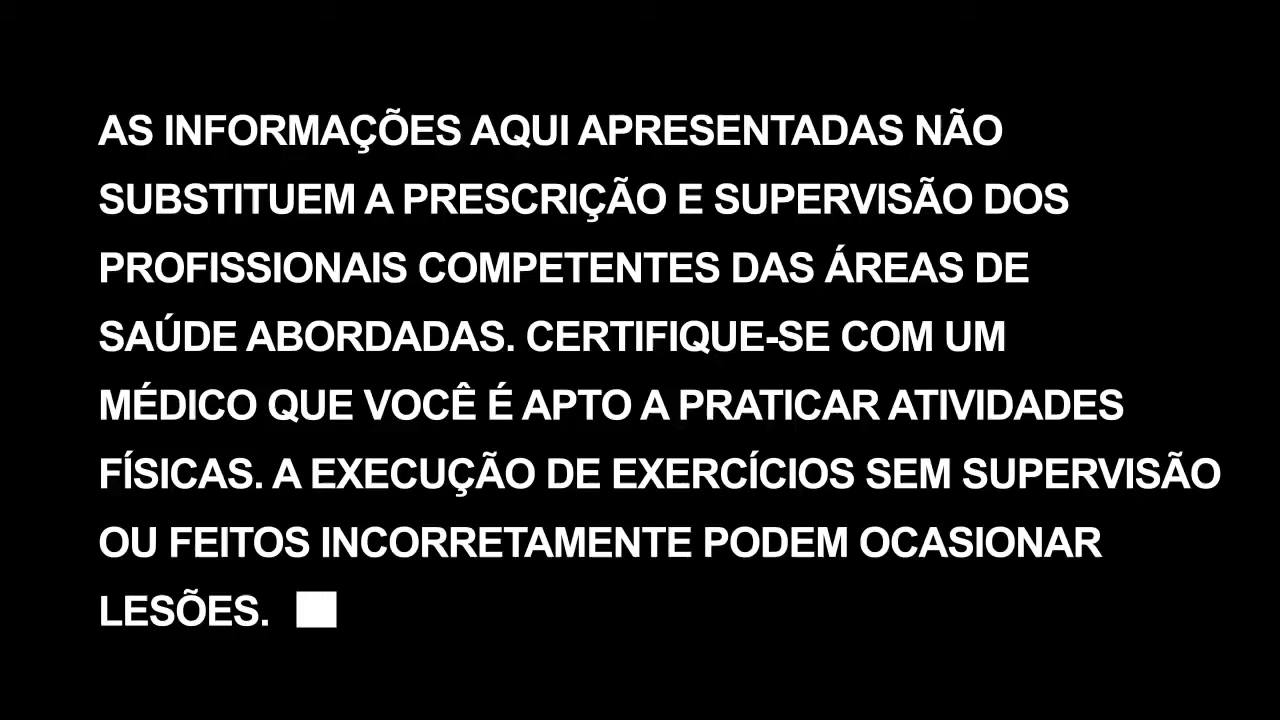 AS INFORMAÇÕES AQUI APRESENTADAS NÃO
SUBSTITUEM A PRESCRIÇÃO E SUPERVISÃO DOS
PROFISSIONAIS COMPETENTES DAS ÁREAS DE
SAÚDE ABORDADAS. CERTIFIQUE-SE COM UM
MÉDICO QUE VOCÊ É APTO A PRATICAR ATIVIDADES
FÍSICAS. A EXECUÇÃO DE EXERCÍCIOS SEM SUPERVISÃO
OU FEITOS INCORRETAMENTE PODEM OCASIONAR
LESÕES.